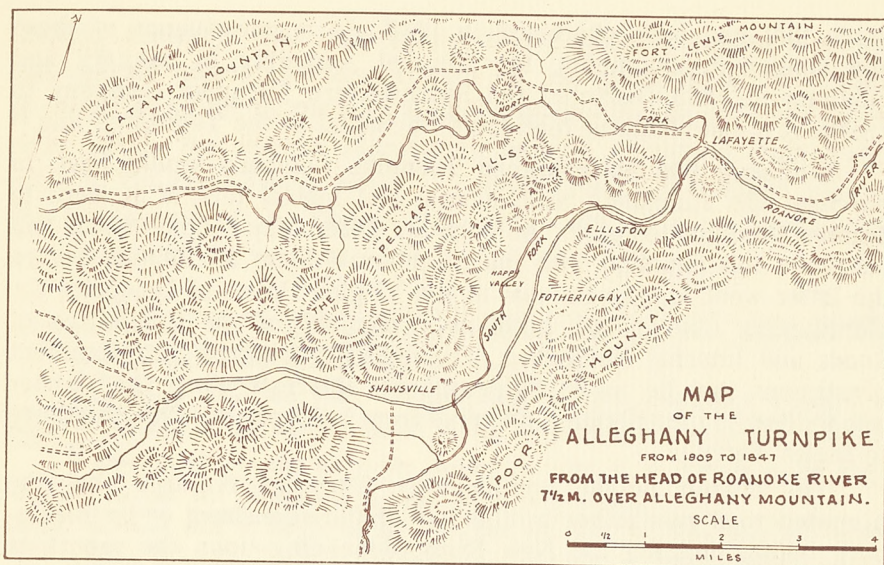 CATAWBA MOUNTAIN
FORT LEWIS MOUNTAIN
NORTH FORK
LAFAYETTE
ROANOKE RIVER
THE PEDLAR HILLS
ELLISTON
SOUTH FORK
HAPPY VALLEY
FOTHERINGAY
SHAWSVILLE
POOR MOUNTAIN
MAP
OF THE
ALLEGHANY TURNPIKE
FROM 1809 TO 1847
FROM THE HEAD OF ROANOKE RIVER
7½ M. OVER ALLEGHANY MOUNTAIN.
SCALE
0 ½ 1 2 3 4
MILES